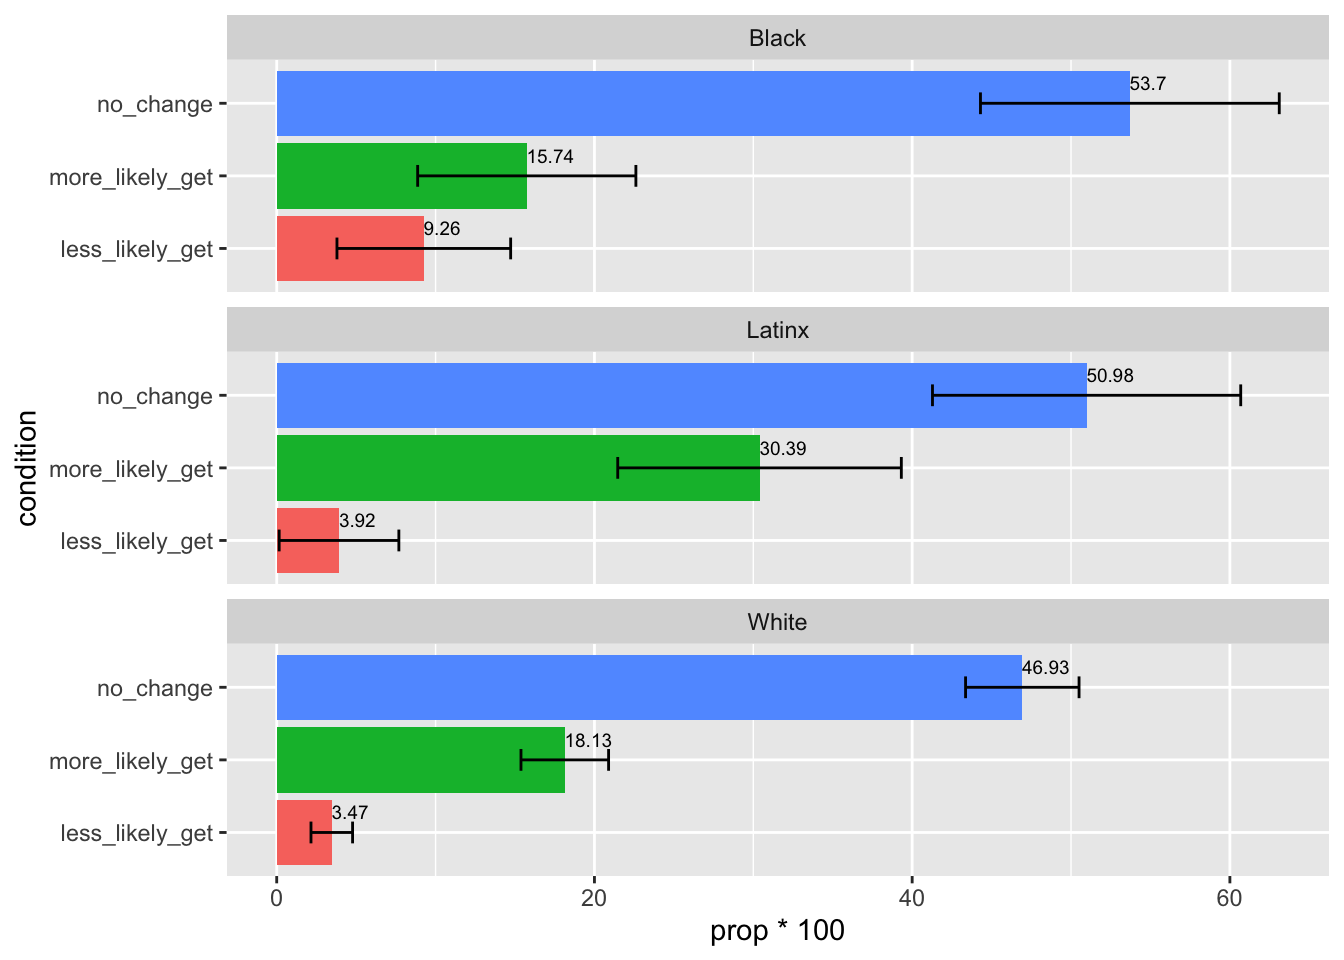 Black
no_change
53.7
more_likely_get
15.74
less_likely_get
9.26
Latinx
no_change
50.98
more_likely_get
30.39
less_likely_get
3.92
condition
White
no_change
46.93
more_likely_get
18.13
less_likely_get
3.47
0 20 40 60
prop * 100